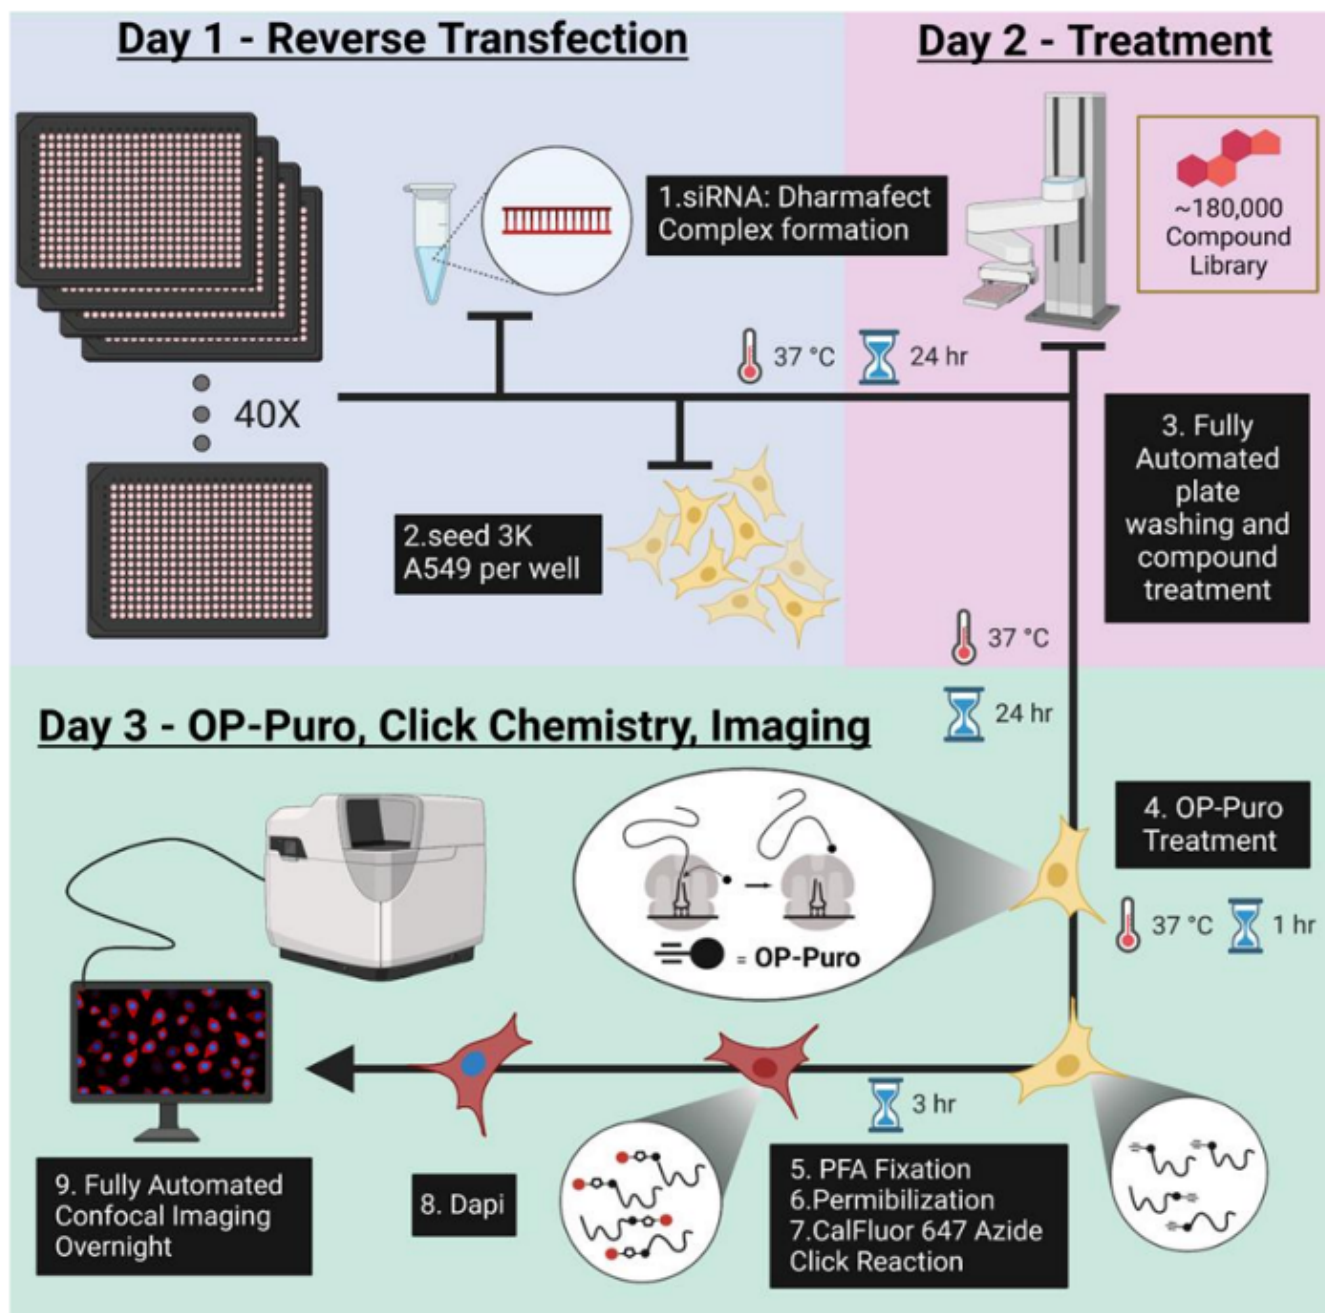 Day 1 - Reverse Transfection
Day 2 - Treatment
1.siRNA: Dharmafect
Complex formation
~180,000
Compound
Library
37 °C
24 hr
40X
2.seed 3K
A549 per well
3. Fully
Automated
plate
washing and
compound
treatment
37 °C
24 hr
Day 3 - OP-Puro, Click Chemistry, Imaging
4. OP-Puro
Treatment
= OP-Puro
37 °C
1 hr
3 hr
5. PFA Fixation
6.Permibilization
7.CalFluor 647 Azide
Click Reaction
8. Dapi
9. Fully Automated
Confocal Imaging
Overnight